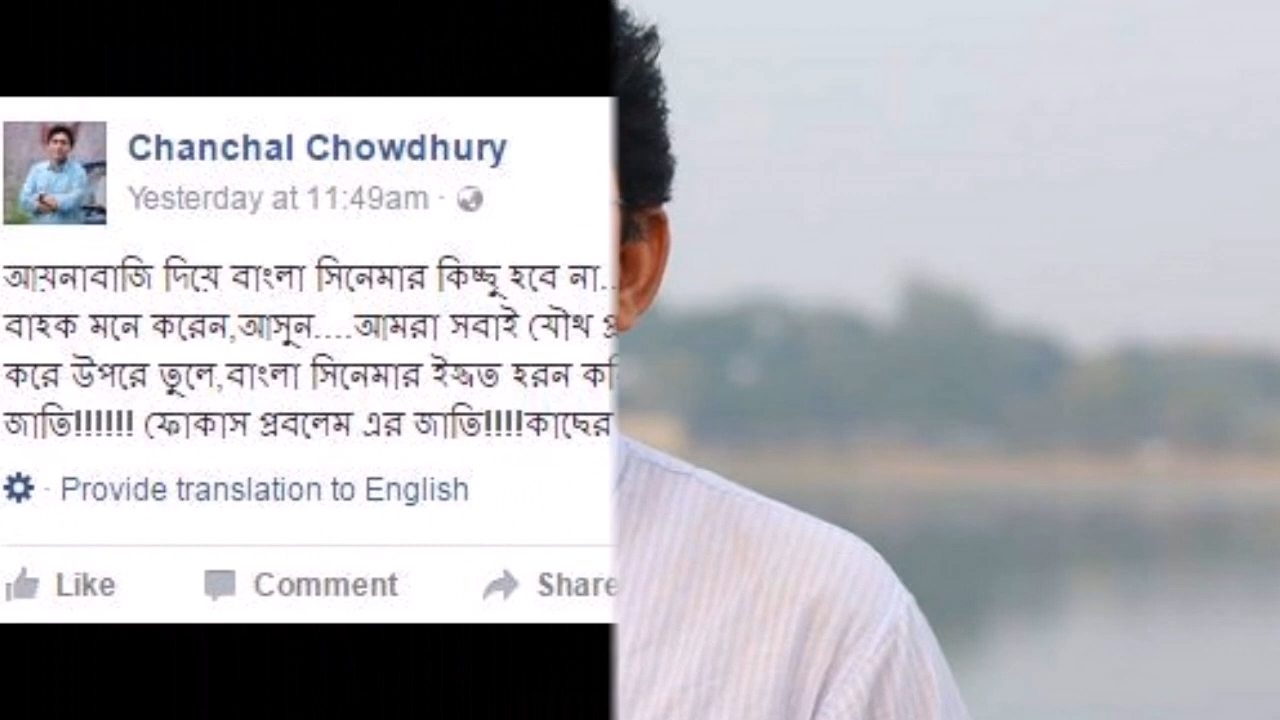 Chanchal Chowdhury
Yesterday at 11:49am ·
আয়নাবাজি দিয়ে বাংলা সিনেমার কিচ্ছু হবে না..
বাহক মনে করেন,আসুন....আমরা সবাই যৌথ
করে উপরে তুলে,বাংলা সিনেমার ইজ্জত হরন
জাতি!!!!!! ফোকাস প্রবলেম এর জাতি!!!!কাছের
· Provide translation to English
Like Comment Share